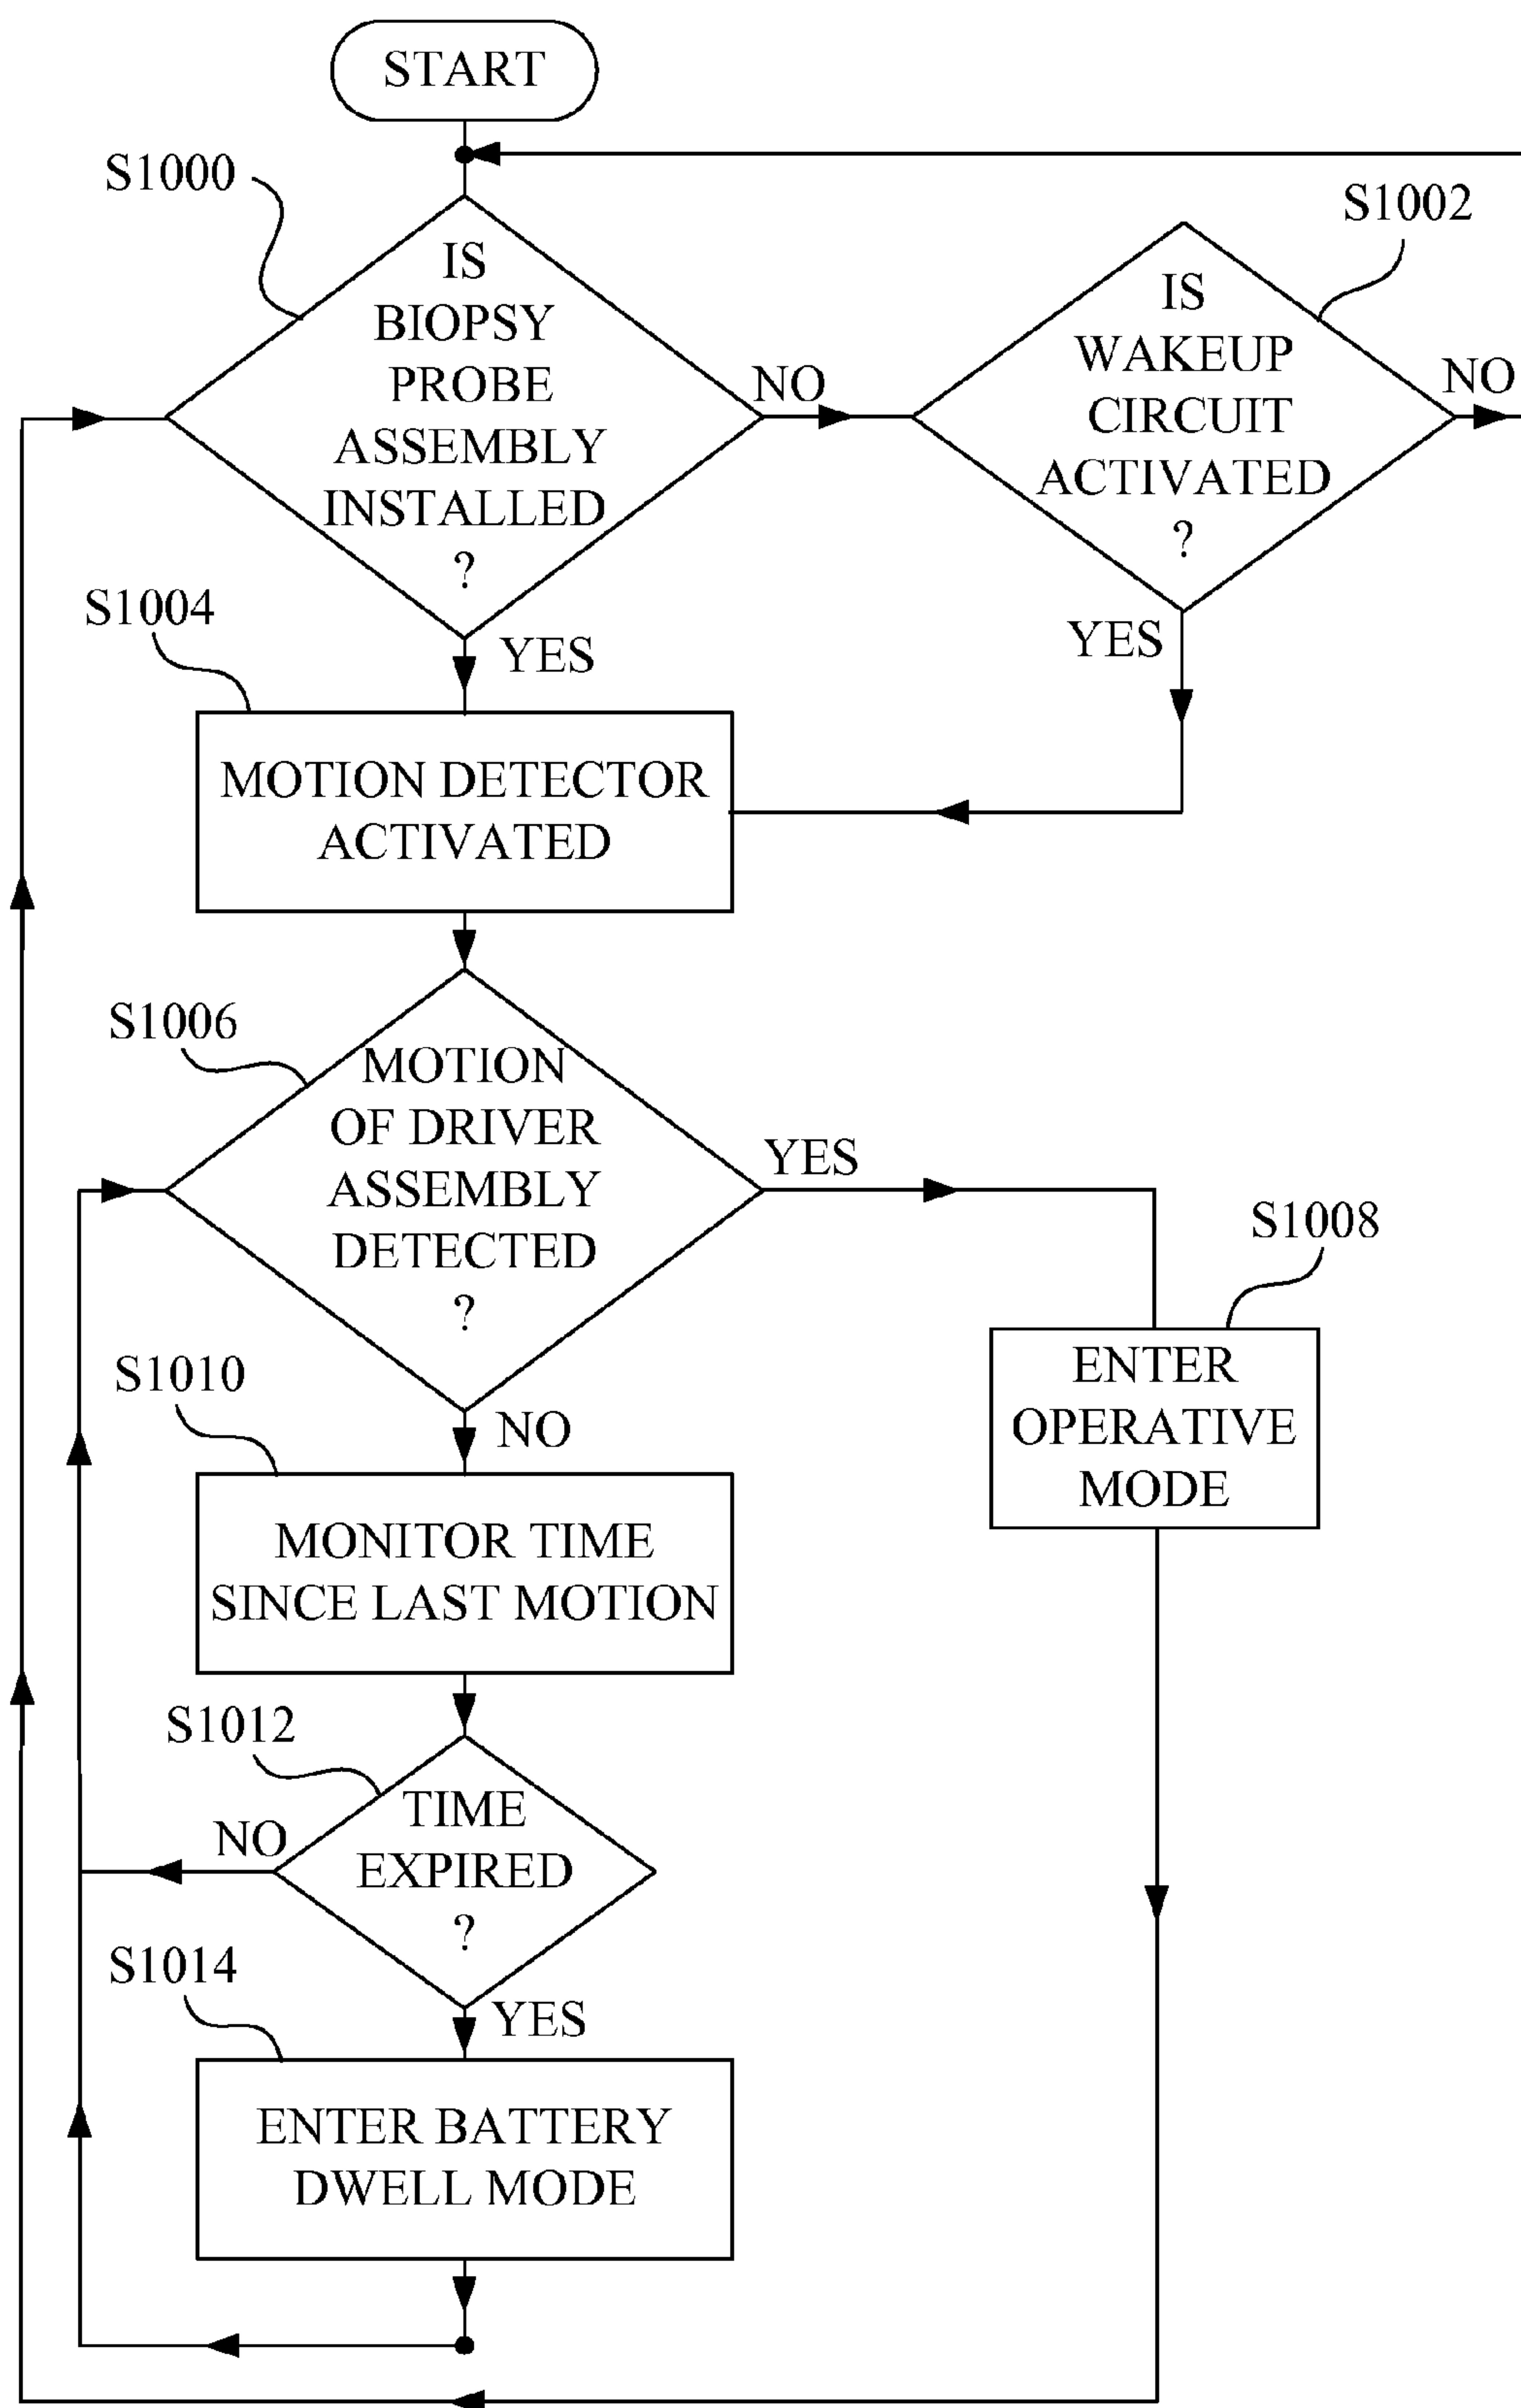 START
S1000
IS
BIOPSY
PROBE
ASSEMBLY
INSTALLED
?
NO
S1002
IS
WAKEUP
CIRCUIT
ACTIVATED
?
NO
YES
YES
S1004
MOTION DETECTOR
ACTIVATED
S1006
MOTION
OF DRIVER
ASSEMBLY
DETECTED
?
YES
S1008
ENTER
OPERATIVE
MODE
NO
S1010
MONITOR TIME
SINCE LAST MOTION
S1012
TIME
EXPIRED
?
NO
YES
S1014
ENTER BATTERY
DWELL MODE